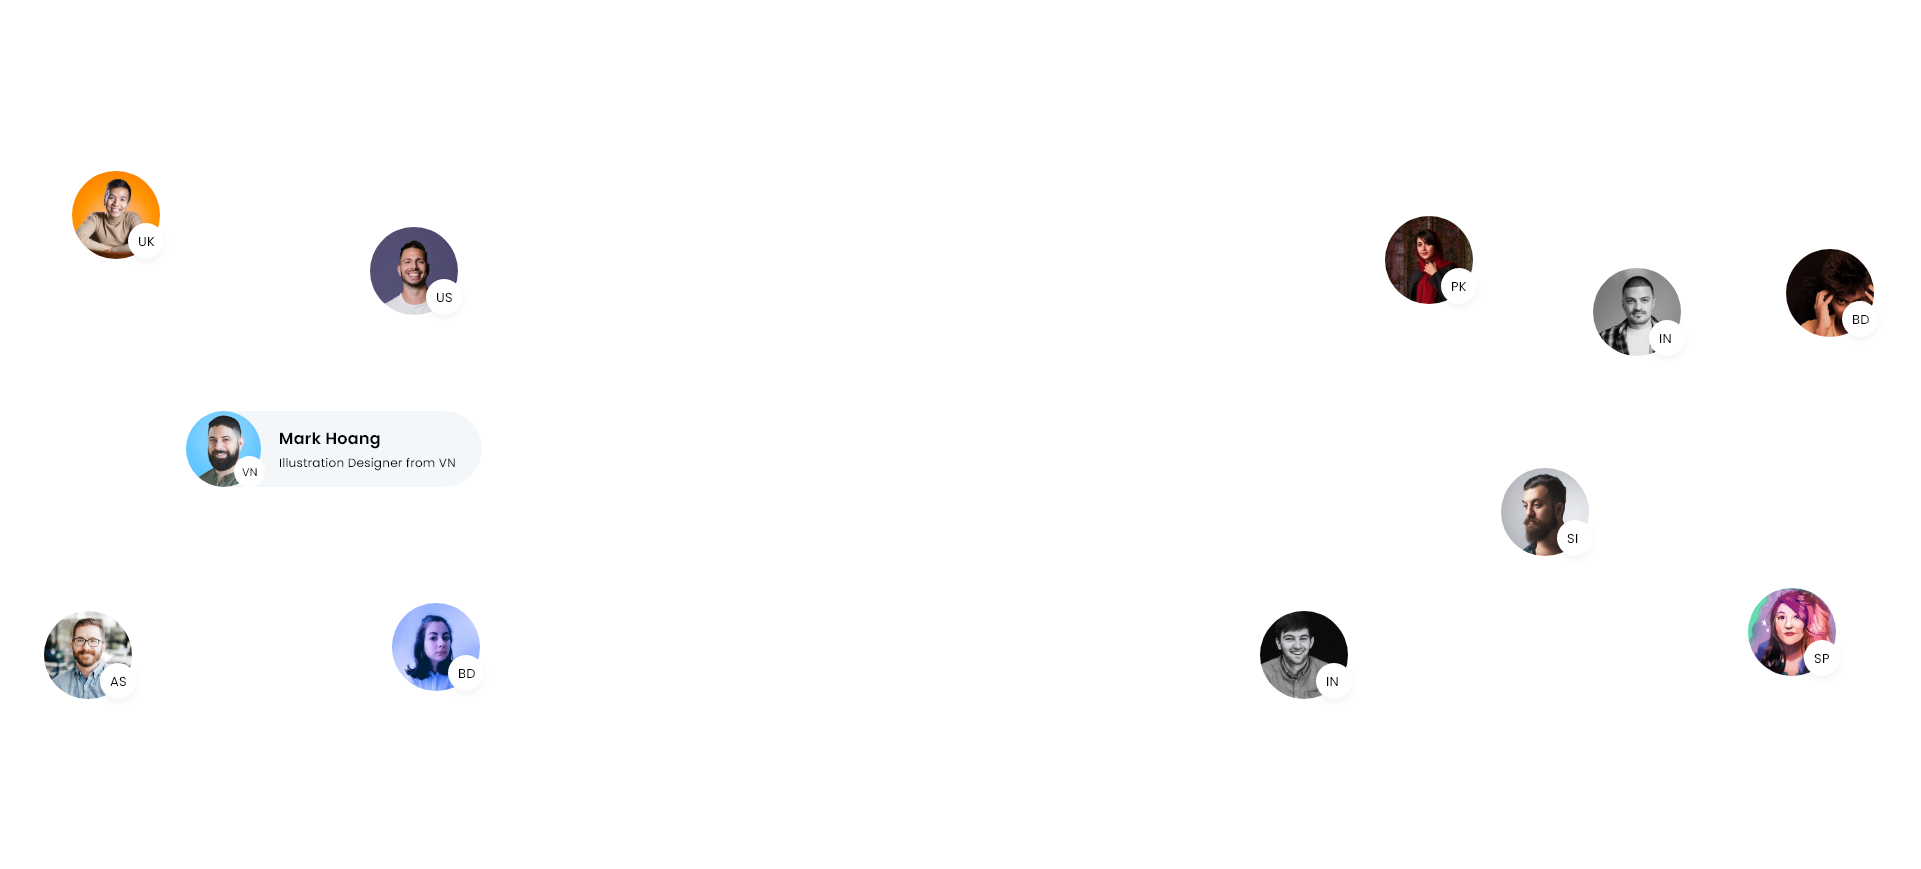 UK
US
PK
IN
BD
Mark Hoang
Illustration Designer from VN
VN
SI
AS
BD
IN
SP